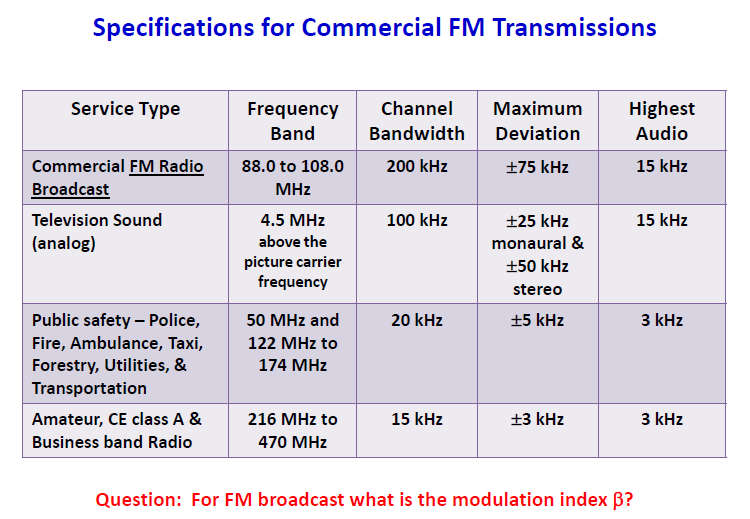 Specifications for Commercial FM Transmissions
Service Type
Frequency
Band
Channel
Bandwidth
Maximum
Deviation
Highest
Audio
Commercial FM Radio
Broadcast
88.0 to 108.0
MHz
200 kHz
±75 kHz
15 kHz
Television Sound
(analog)
4.5 MHz
above the
picture carrier
frequency
100 kHz
±25 kHz
monaural &
±50 kHz
stereo
15 kHz
Public safety – Police,
Fire, Ambulance, Taxi,
Forestry, Utilities, &
Transportation
50 MHz and
122 MHz to
174 MHz
20 kHz
±5 kHz
3 kHz
Amateur, CE class A &
Business band Radio
216 MHz to
470 MHz
15 kHz
±3 kHz
3 kHz
Question: For FM broadcast what is the modulation index β?